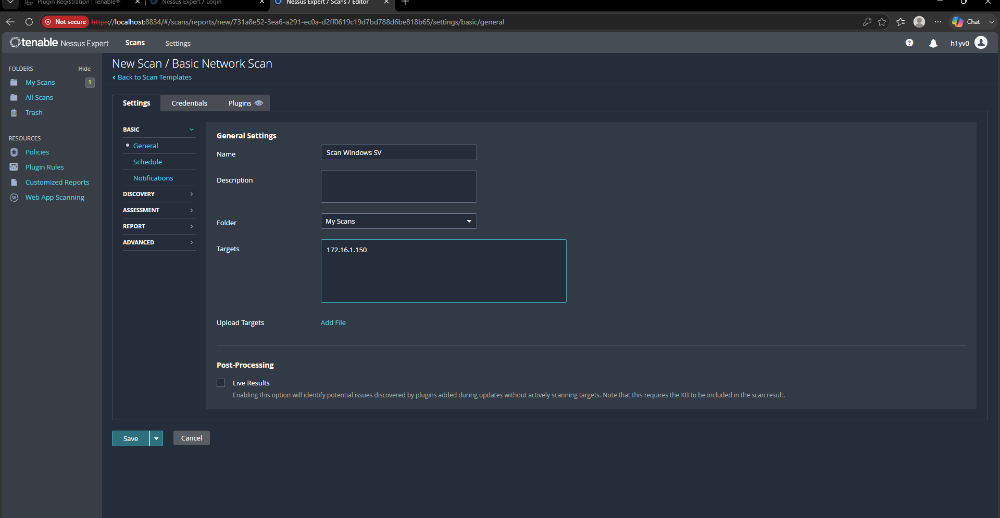 Plugin Registration | Tenable®
Nessus Expert / Login
Nessus Expert / Scans / Editor
Not secure https://localhost:8834/#/scans/reports/new/731a8e52-3ea6-a291-ec0a-d2ff0619c19d7bd788d6be818b65/settings/basic/general
Chat
tenable Nessus Expert
Scans
Settings
h1yv0
FOLDERS
Hide
My Scans
1
All Scans
Trash
RESOURCES
Policies
Plugin Rules
Customized Reports
W Web App Scanning
New Scan / Basic Network Scan
Back to Scan Templates
Settings
Credentials
Plugins
BASIC
General
Schedule
Notifications
DISCOVERY
ASSESSMENT
REPORT
ADVANCED
General Settings
Name
Scan Windows SV
Description
Folder
My Scans
Targets
172.16.1.150
Upload Targets
Add File
Post-Processing
Live Results
Enabling this option will identify potential issues discovered by plugins added during updates without actively scanning targets. Note that this requires the KB to be included in the scan result.
Save
Cancel